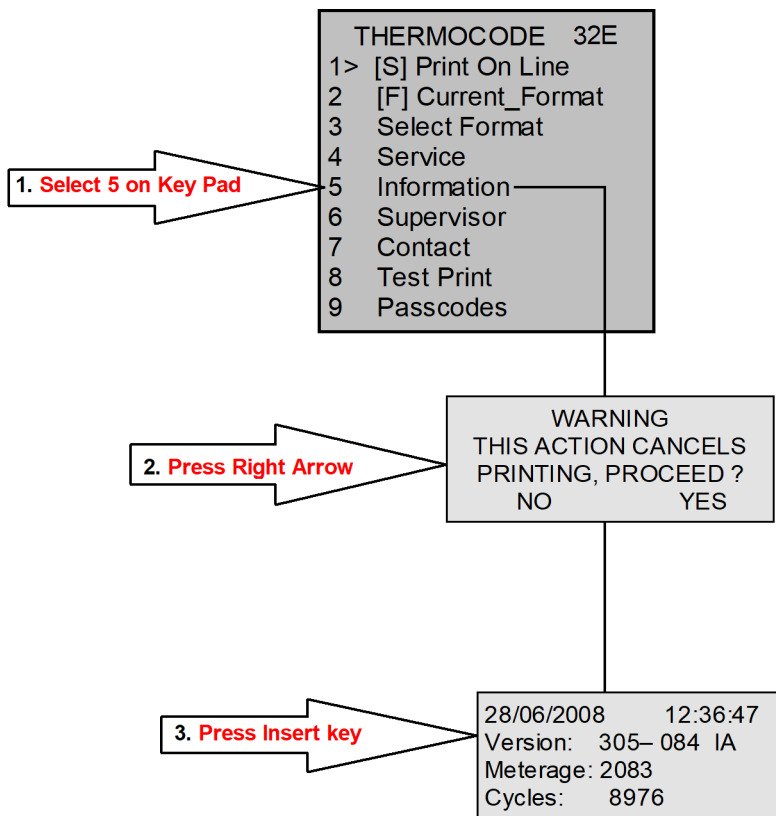 THERMOCODE 32E
1> [S] Print On Line
2 [F] Current_Format
3 Select Format
4 Service
1. Select 5 on Key Pad
5 Information
6 Supervisor
7 Contact
8 Test Print
9 Passcodes
WARNING
THIS ACTION CANCELS
PRINTING, PROCEED ?
NO YES
2. Press Right Arrow
28/06/2008 12:36:47
Version: 305– 084 IA
Meterage: 2083
Cycles: 8976
3. Press Insert key